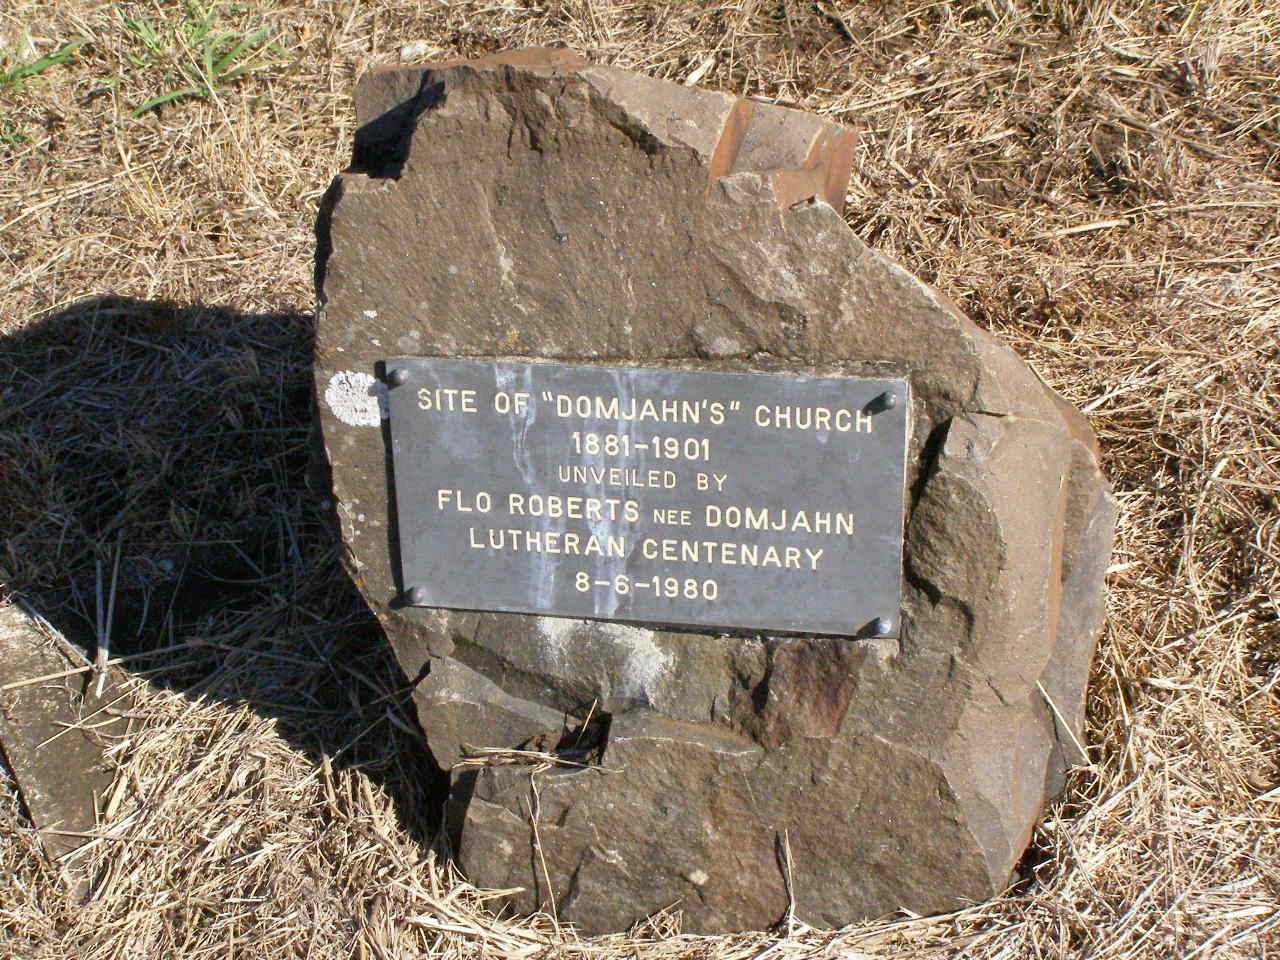 SITE OF "DOMJAHN'S" CHURCH
1881-1901
UNVEILED BY
FLO ROBERTS NEE DOMJAHN
LUTHERAN CENTENARY
8-6-1980